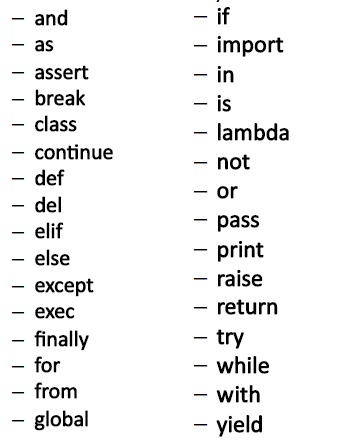 – and
– as
– assert
– break
– class
– continue
– def
– del
– elif
– else
– except
– exec
– finally
– for
– from
– global
– if
– import
– in
– is
– lambda
– not
– or
– pass
– print
– raise
– return
– try
– while
– with
– yield